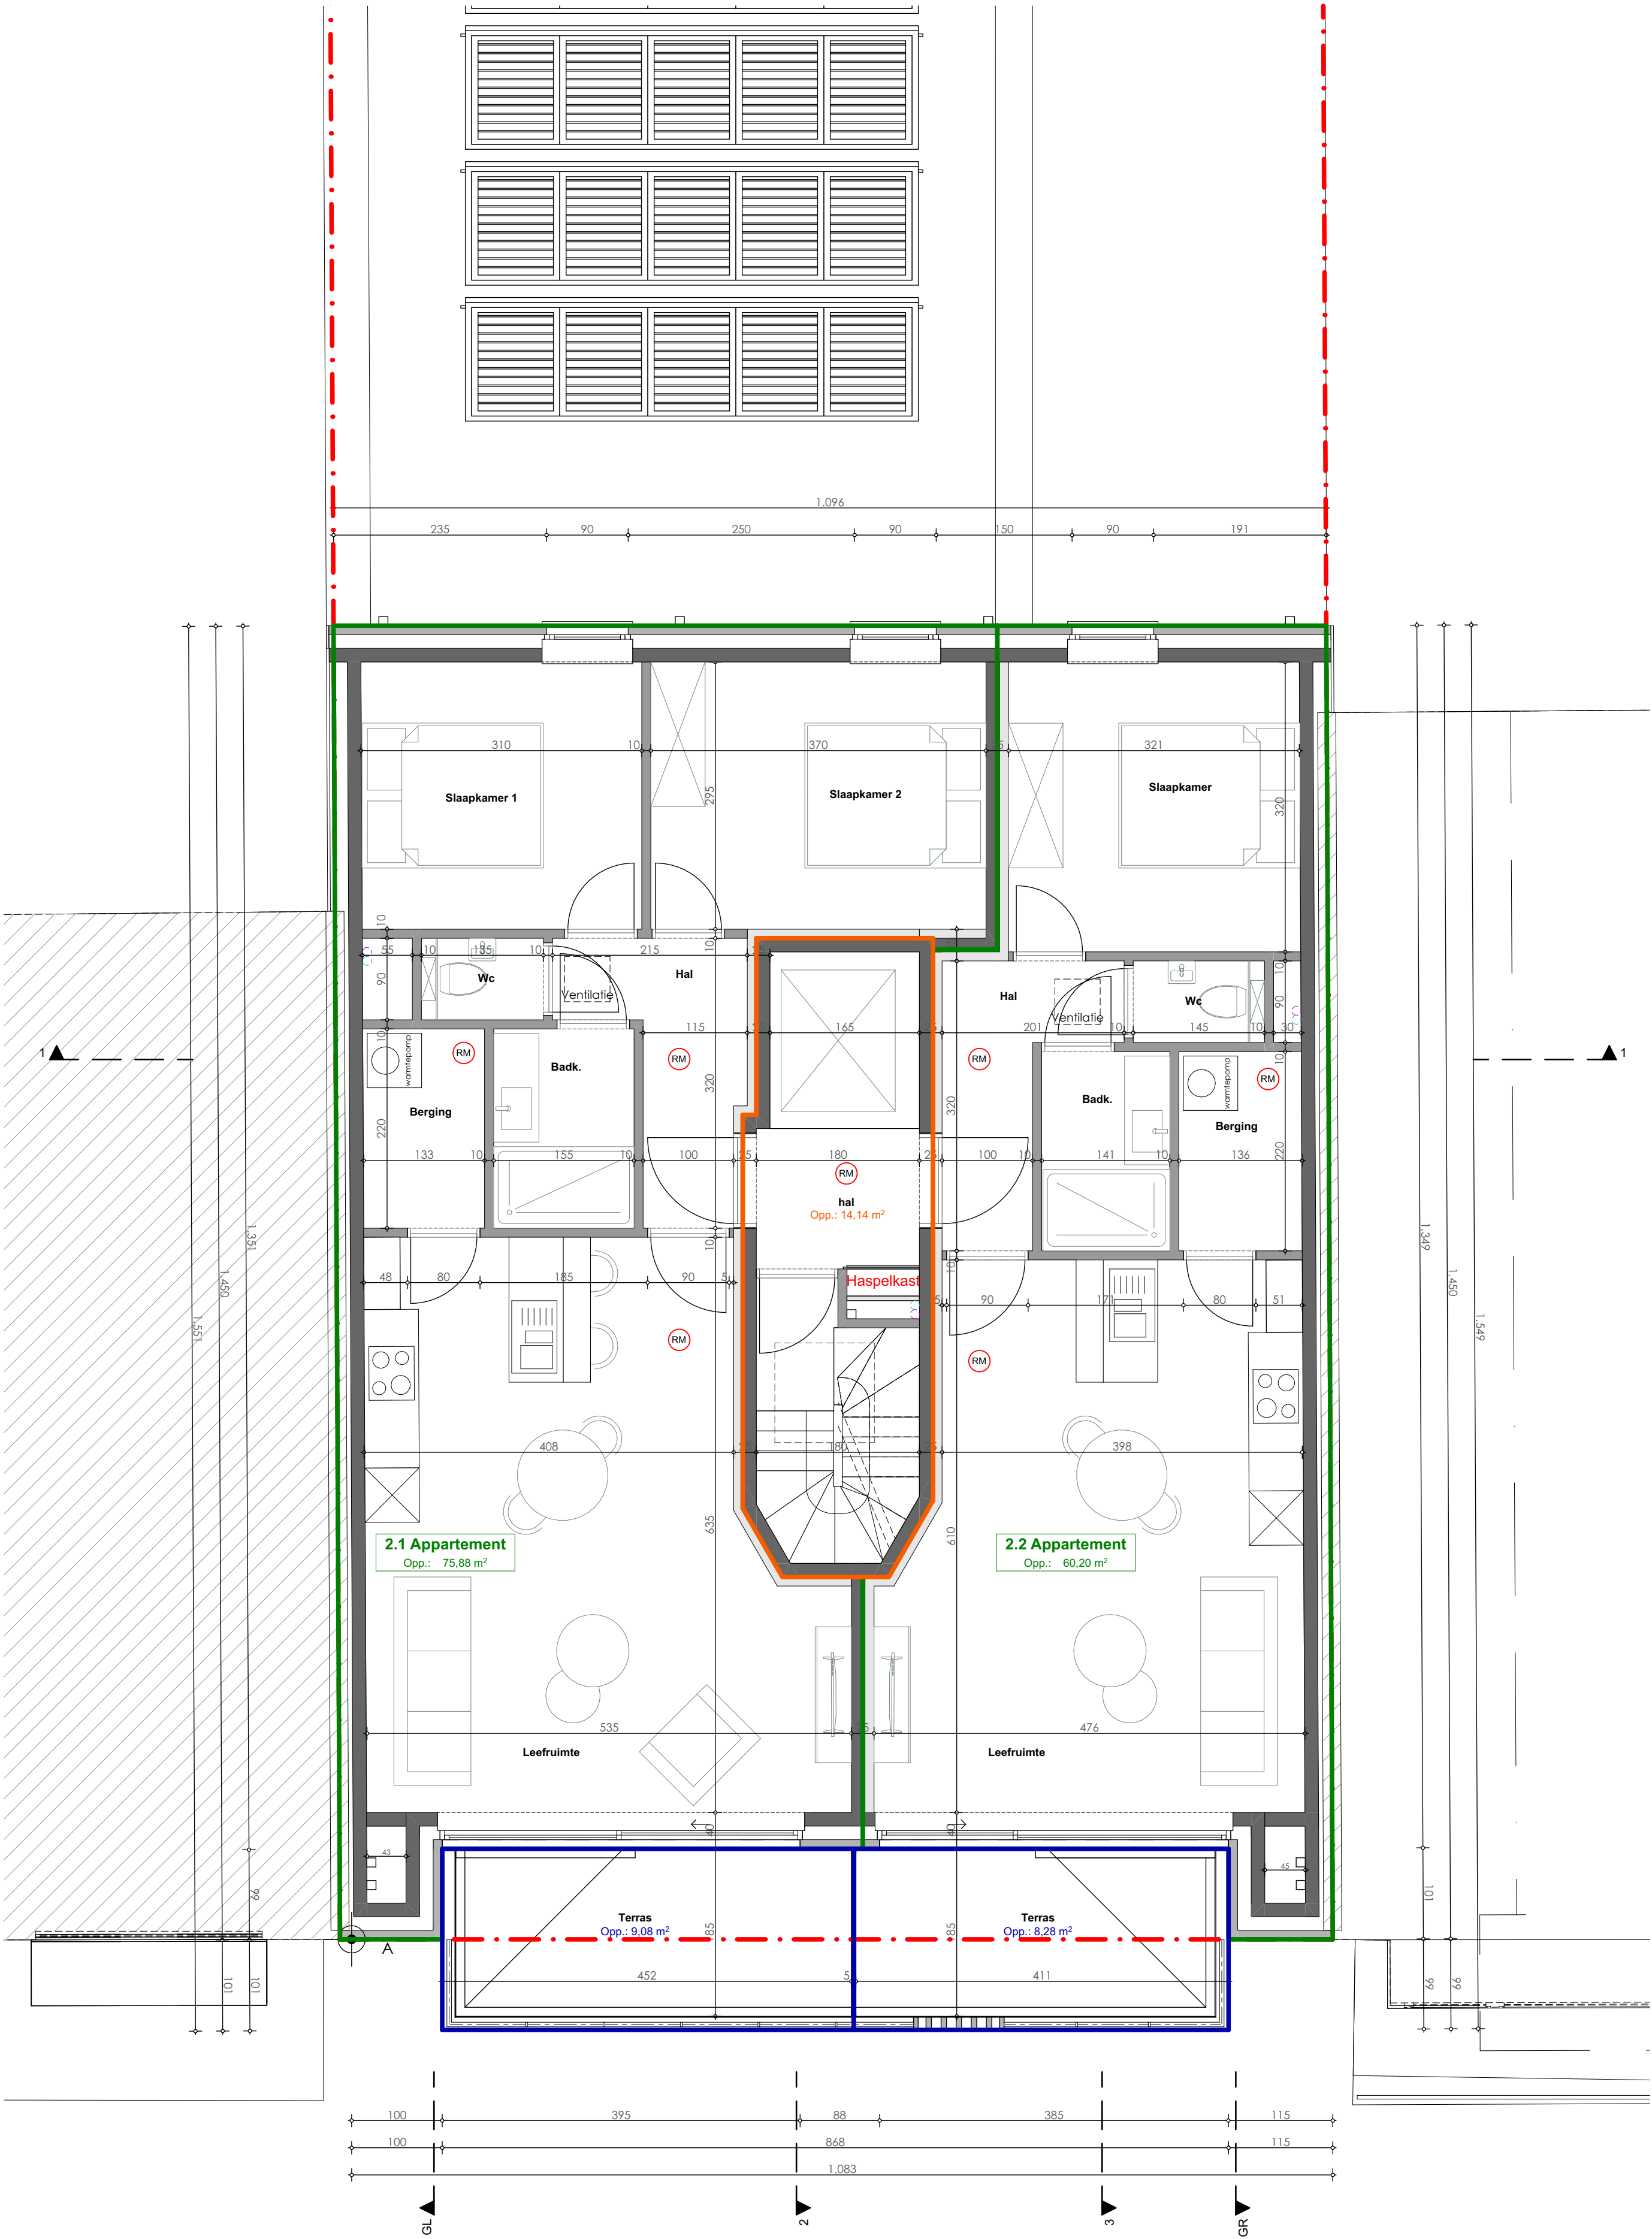 1.096
235 90 250 90 150 90 191
310 10 370 321
Slaapkamer 1
295
Slaapkamer 2
Slaapkamer
320
10
55 10 135 10 215 10
90
Wc
Ventilatie
Hal
Hal
Ventilatie
Wc
10
90
115 165 25 201 10 145 10 30
1
10
warmtepomp
RM
Badk.
RM
320
RM
320
Badk.
warmtepomp
RM
10
1
Berging
220
Berging
220
133 10 155 10 100 25 180 25 100 10 141 10 136
RM
hal
Opp.: 14,14 m²
10
10
Haspelkast
48 80 185 90 5
5 90 171 80 51
RM
RM
1.351
1.450
1.551
1.349
1.450
1.549
408 180 25 398
635
610
2.1 Appartement
Opp.: 75,88 m²
2.2 Appartement
Opp.: 60,20 m²
535 476
Leefruimte
Leefruimte
40
40
43
45
99
101
Terras
Opp.: 9,08 m²
185
185
Terras
Opp.: 8,28 m²
A
452 5 411
101
101
99
99
100 395 88 385 115
100 868 115
1.083
GL
2
3
GR